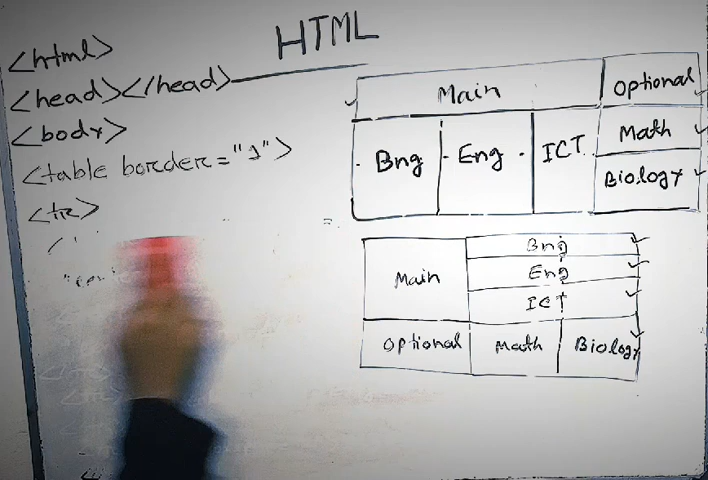 HTML
<html>
<head></head>
<body>
<table border="1">
<tr>
Main Optional
Bng Eng ICT Math
Biology
Main Bng
Eng
ICT
Optional Math Biology